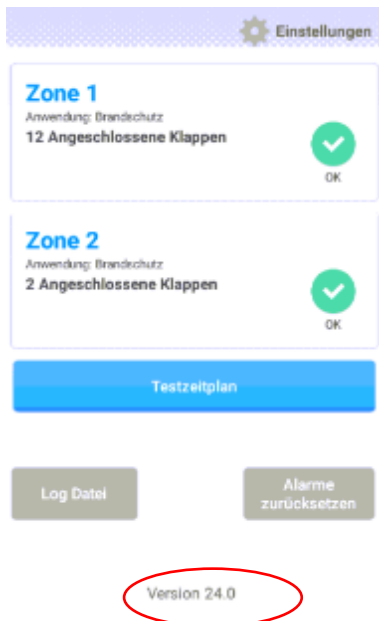 Einstellungen
Zone 1
Anwendung: Brandschutz
12 Angeschlossene Klappen
OK
Zone 2
Anwendung: Brandschutz
2 Angeschlossene Klappen
OK
Testzeitplan
Log Datei
Alarme
zurücksetzen
Version 24.0